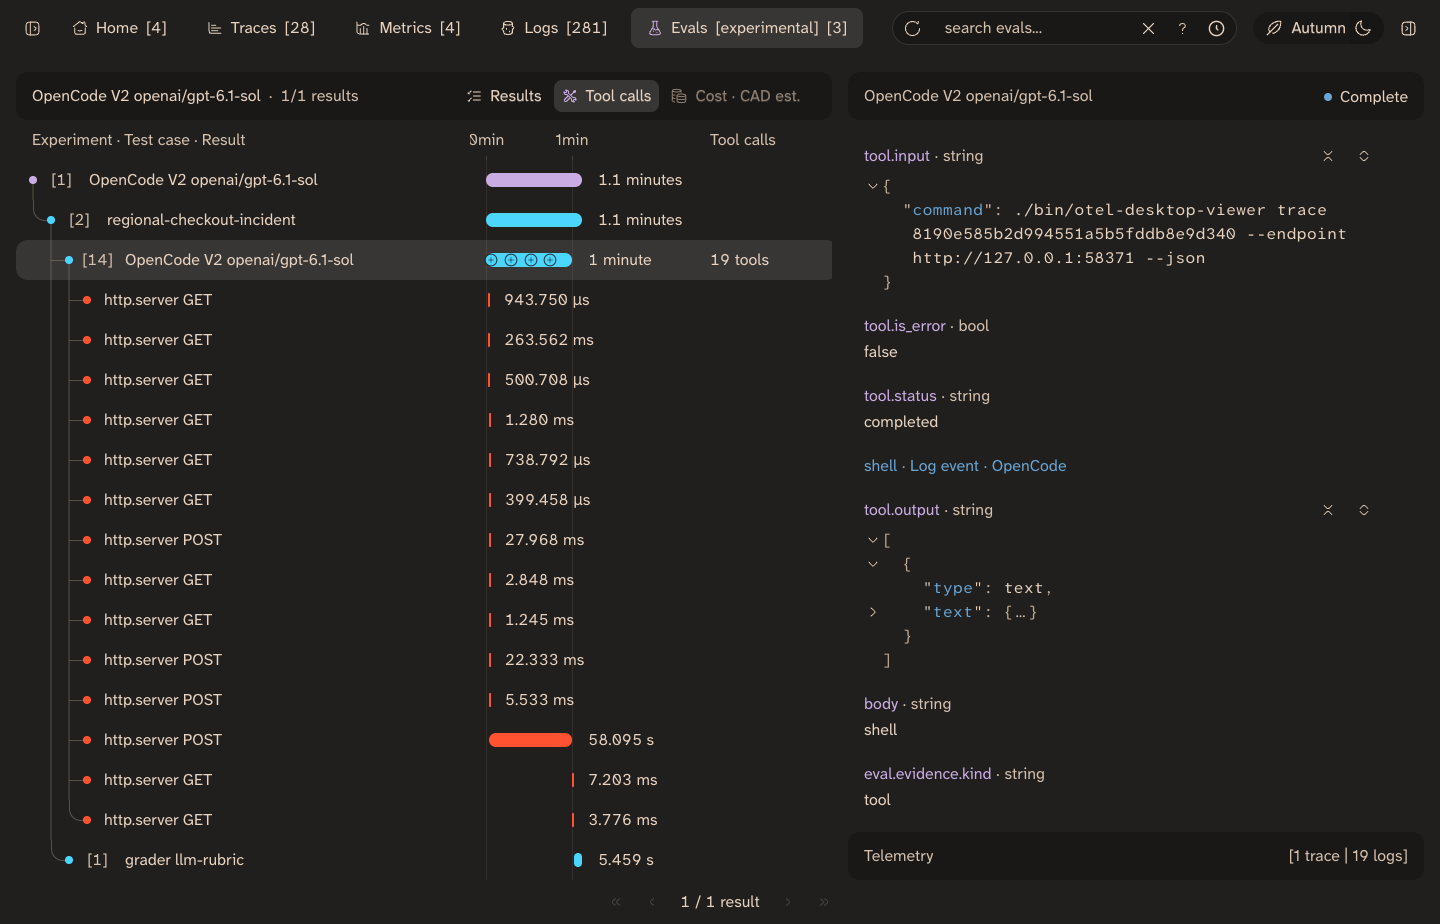 Home [4] Traces [28] Metrics [4] Logs [281] Evals [experimental] [3] search evals... ? Autumn
OpenCode V2 openai/gpt-6.1-sol · 1/1 results Results Tool calls Cost · CAD est.
Experiment · Test case · Result 0min 1min Tool calls
[1] OpenCode V2 openai/gpt-6.1-sol 1.1 minutes
[2] regional-checkout-incident 1.1 minutes
[14] OpenCode V2 openai/gpt-6.1-sol 1 minute 19 tools
http.server GET 943.750 µs
http.server GET 263.562 ms
http.server GET 500.708 µs
http.server GET 1.280 ms
http.server GET 738.792 µs
http.server GET 399.458 µs
http.server POST 27.968 ms
http.server GET 2.848 ms
http.server GET 1.245 ms
http.server POST 22.333 ms
http.server POST 5.533 ms
http.server POST 58.095 s
http.server GET 7.203 ms
http.server GET 3.776 ms
[1] grader llm-rubric 5.459 s
« ‹ 1 / 1 result › »
OpenCode V2 openai/gpt-6.1-sol Complete
tool.input · string
{
"command": ./bin/otel-desktop-viewer trace
8190e585b2d994551a5b5fddb8e9d340 --endpoint
http://127.0.0.1:58371 --json
}
tool.is_error · bool
false
tool.status · string
completed
shell · Log event · OpenCode
tool.output · string
[
{
"type": text,
"text": {…}
}
]
body · string
shell
eval.evidence.kind · string
tool
Telemetry [1 trace | 19 logs]